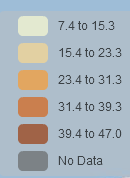 7.4 to 15.3
15.4 to 23.3
23.4 to 31.3
31.4 to 39.3
39.4 to 47.0
No Data